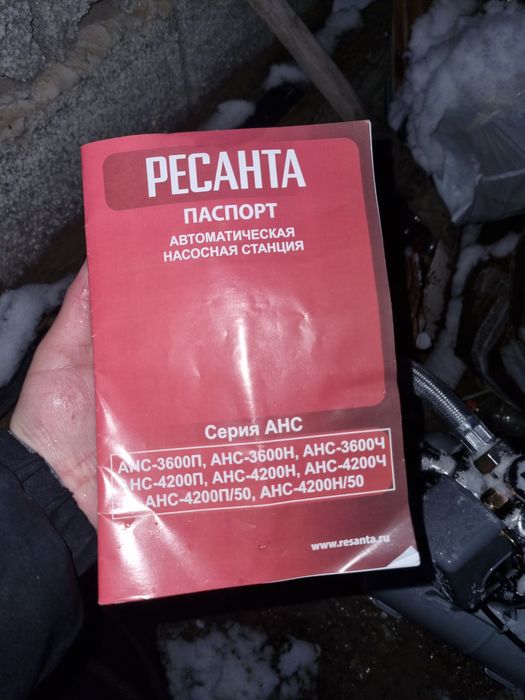 РЕСАНТА
ПАСПОРТ
АВТОМАТИЧЕСКАЯ
НАСОСНАЯ СТАНЦИЯ
Серия АНС
АНС-3600П, АНС-3600Н, АНС-3600Ч
АНС-4200П, АНС-4200Н, АНС-4200Ч
АНС-4200П/50, АНС-4200Н/50
www.resanta.ru